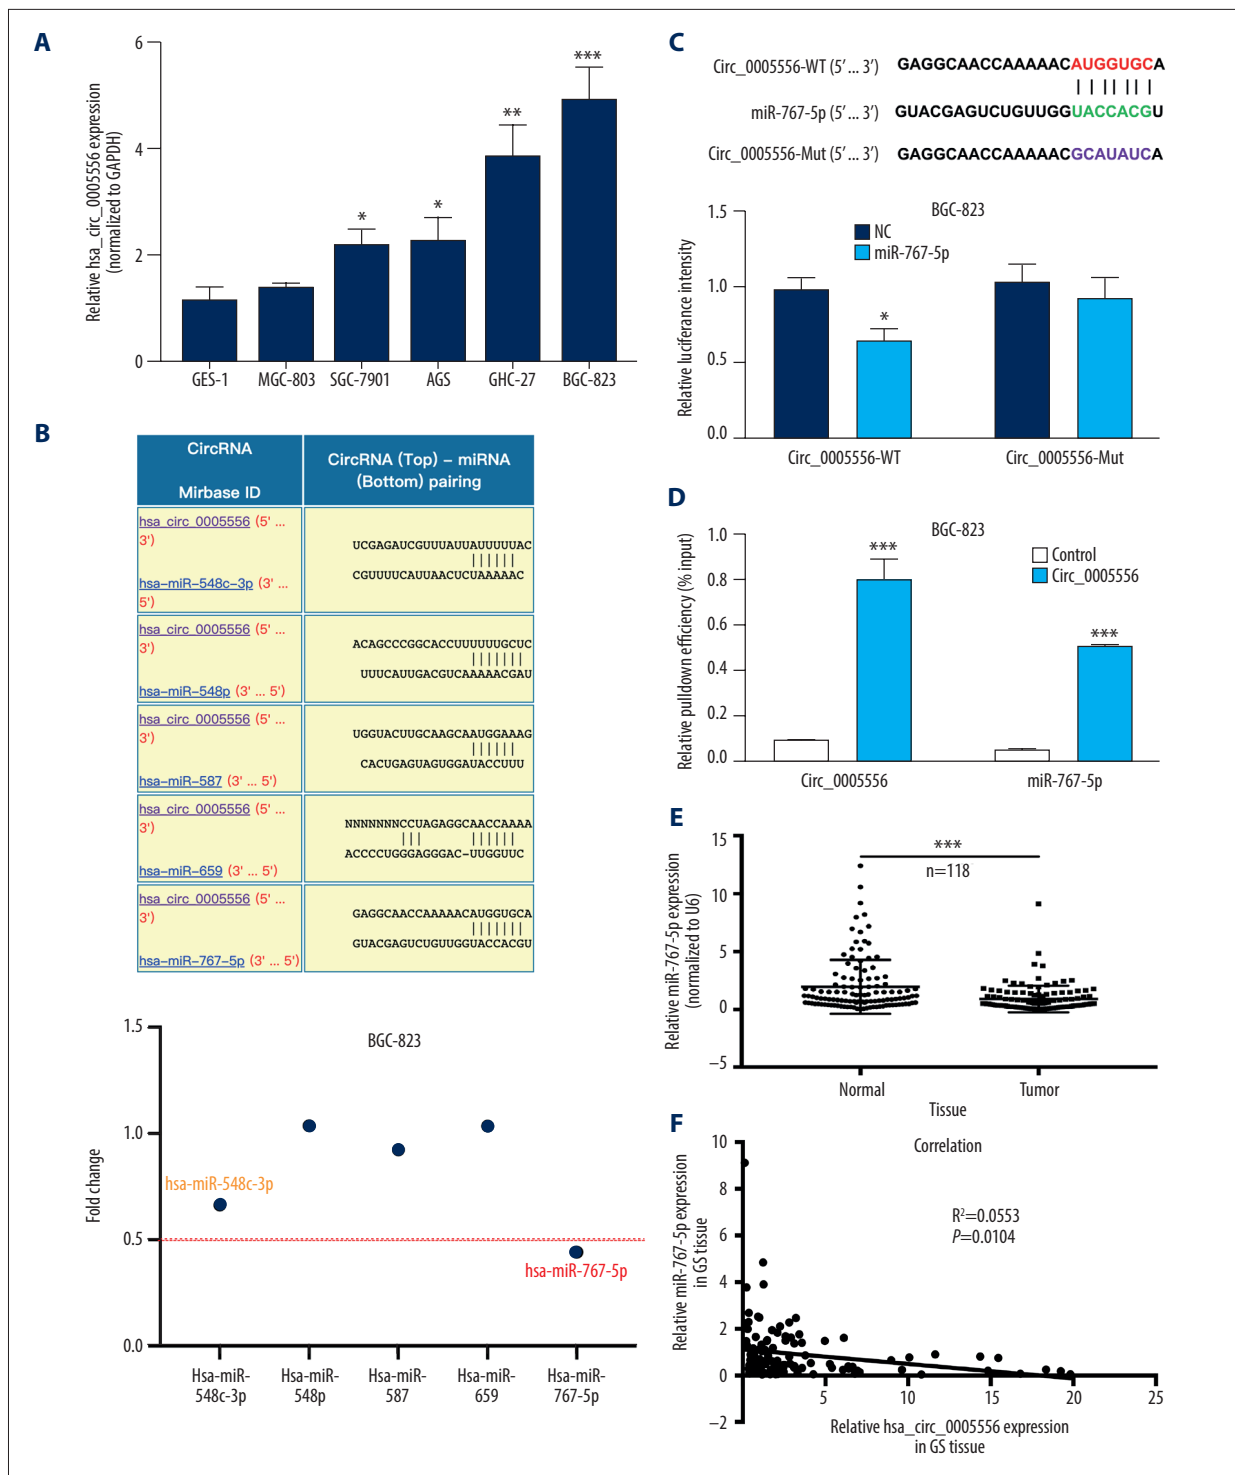 A
6
4
2
0
Relative hsa_circ_0005556 expression
(normalized to GAPDH)
*
*
**
***
GES-1
MGC-803
SGC-7901
AGS
GHC-27
BGC-823
B
CircRNA
Mirbase ID
CircRNA (Top) – miRNA
(Bottom) pairing
hsa_circ_0005556 (5' ...
3')
hsa-miR-548c-3p (3' ...
5')
UCGAGAUCGUUUAUUAUUUUUAC
CGUUUUCAUUAACUCUAAAAAC
hsa_circ_0005556 (5' ...
3')
hsa-miR-548p (3' ... 5')
ACAGCCCGGCACCUUUUUUGCUC
UUUCAUUGACGUCAAAAACGAU
hsa_circ_0005556 (5' ...
3')
hsa-miR-587 (3' ... 5')
UGGUACUUGCAAGCAAUGGAAAG
CACUGAGUAGUGGAUACCUUU
hsa_circ_0005556 (5' ...
3')
hsa-miR-659 (3' ... 5')
NNNNNNNCCUAGAGGCAACCAAAA
ACCCCUGGGAGGGAC-UUGGUUC
hsa_circ_0005556 (5' ...
3')
hsa-miR-767-5p (3' ... 5')
GAGGCAACCAAAAACAUGGUGCA
GUACGAGUCUGUUGGUACCACGU
BGC-823
1.5
1.0
0.5
0.0
Fold change
hsa-miR-548c-3p
hsa-miR-767-5p
Hsa-miR-
548c-3p
Hsa-miR-
548p
Hsa-miR-
587
Hsa-miR-
659
Hsa-miR-
767-5p
C
Circ_0005556-WT (5′... 3′) GAGGCAACCAAAAACAUGGUGCA
miR-767-5p (5′... 3′) GUACGAGUCUGUUGGUACCACGU
Circ_0005556-Mut (5′... 3′) GAGGCAACCAAAAACGCAUAUCA
BGC-823
NC
miR-767-5p
1.5
1.0
0.5
0.0
Relative luciferance intensity
*
Circ_0005556-WT
Circ_0005556-Mut
D
BGC-823
Control
Circ_0005556
1.0
0.8
0.6
0.4
0.2
0.0
Relative pulldown efficiency (% input)
***
***
Circ_0005556
miR-767-5p
E
15
10
5
0
−5
Relative miR-767-5p expression
(normalized to U6)
***
n=118
Normal
Tumor
Tissue
F
Correlation
10
8
6
4
2
0
−2
Relative miR-767-5p expression
in GS tissue
R²=0.0553
P=0.0104
5
10
15
20
25
Relative hsa_circ_0005556 expression
in GS tissue